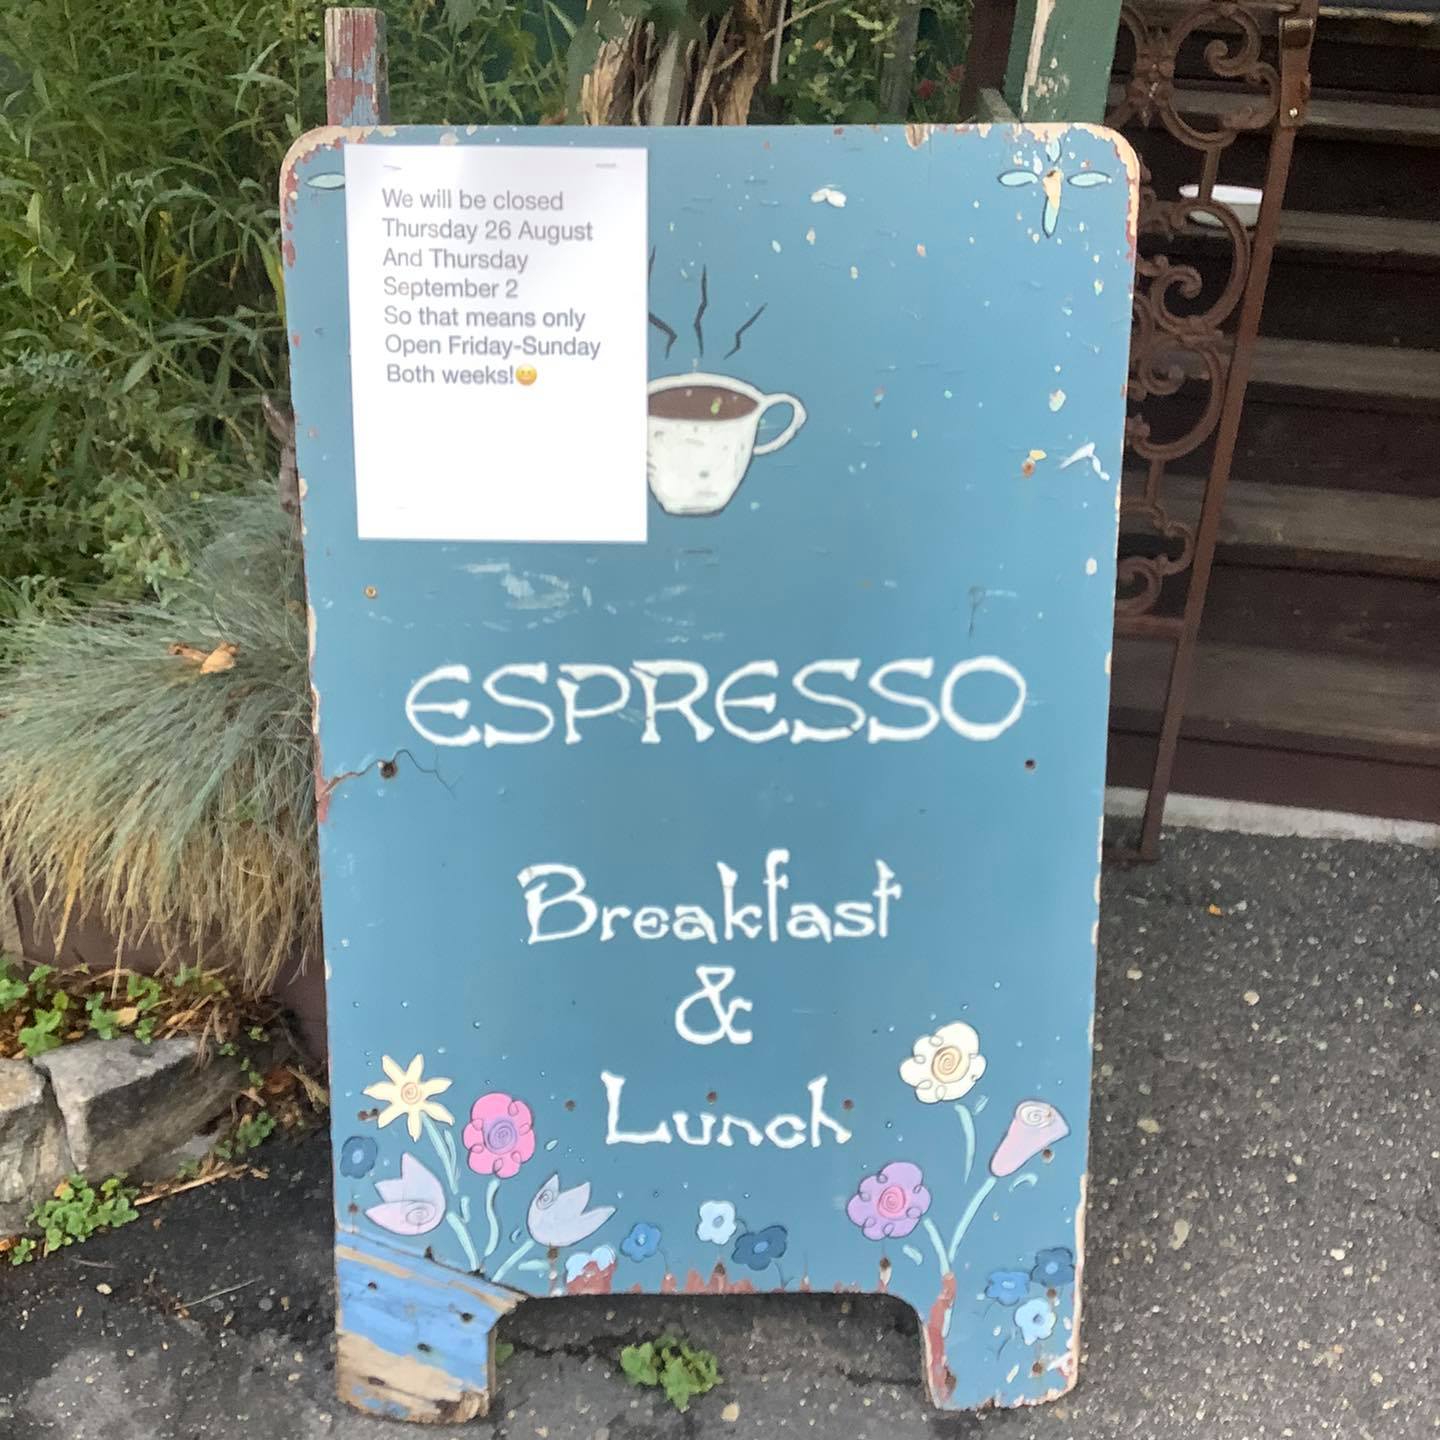 We will be closed
Thursday 26 August
And Thursday
September 2
So that means only
Open Friday-Sunday
Both weeks!😊
ESPRESSO
Breakfast
&
Lunch